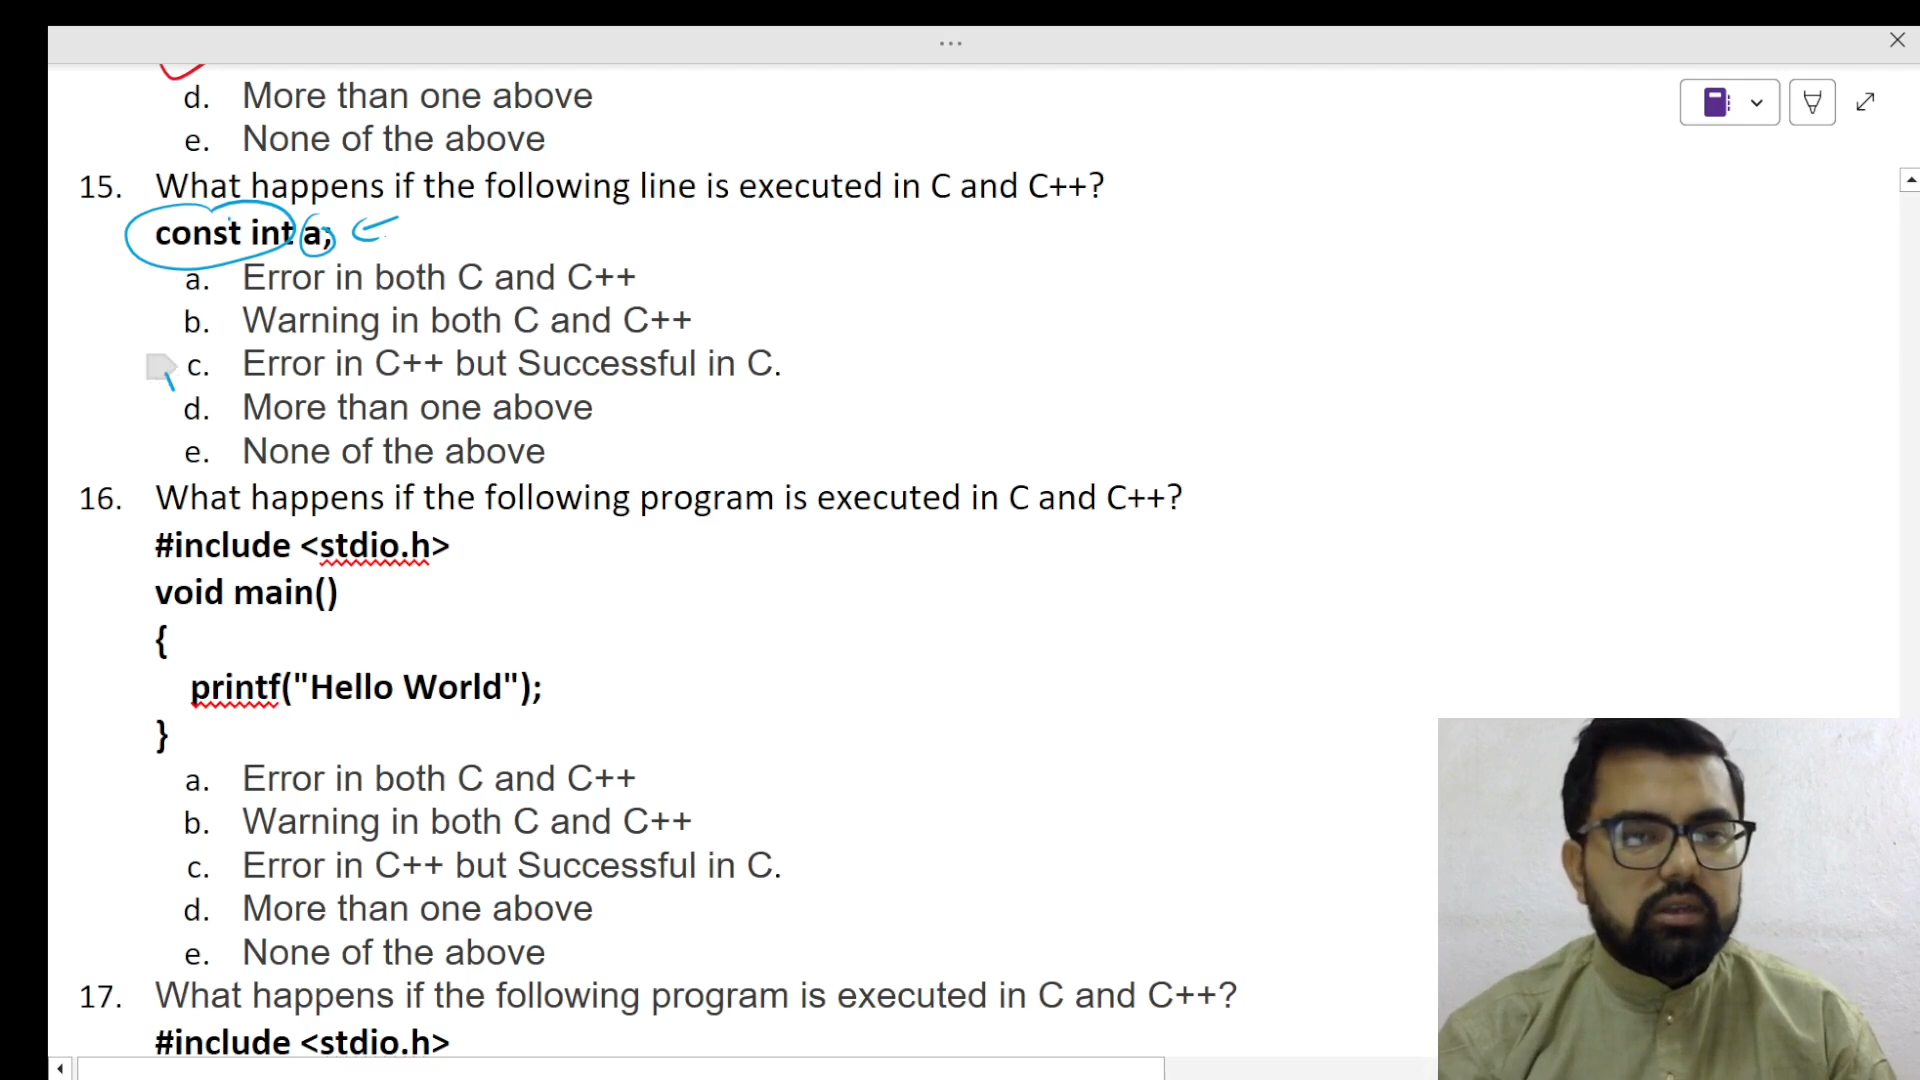 d. More than one above
e. None of the above
15. What happens if the following line is executed in C and C++?
const int a;
a. Error in both C and C++
b. Warning in both C and C++
c. Error in C++ but Successful in C.
d. More than one above
e. None of the above
16. What happens if the following program is executed in C and C++?
#include <stdio.h>
void main()
{
printf("Hello World");
}
a. Error in both C and C++
b. Warning in both C and C++
c. Error in C++ but Successful in C.
d. More than one above
e. None of the above
17. What happens if the following program is executed in C and C++?
#include <stdio.h>